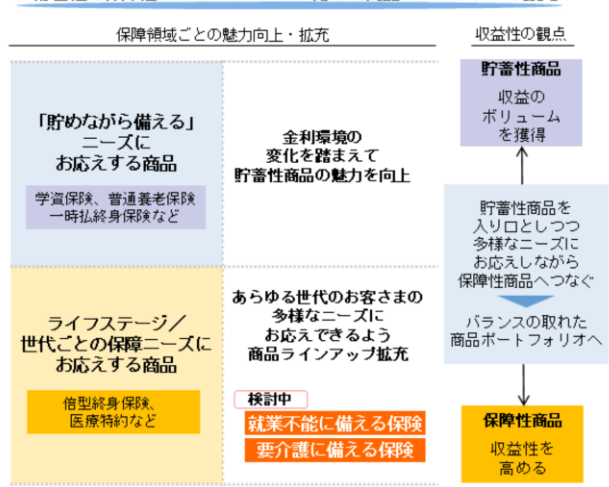 保障領域ごとの魅力向上・拡充
収益性の観点
「貯めながら備える」
ニーズに
お応えする商品
学資保険、普通養老保険
一時払終身保険など
金利環境の
変化を踏まえて
貯蓄性商品の魅力を向上
ライフステージ/
世代ごとの保障ニーズに
お応えする商品
倍型終身保険、
医療特約など
あらゆる世代のお客さまの
多様なニーズに
お応えできるよう
商品ラインアップ拡充
検討中
就業不能に備える保険
要介護に備える保険
貯蓄性商品
収益の
ボリューム
を獲得
貯蓄性商品を
入り口としつつ
多様なニーズに
お応えしながら
保障性商品へつなぐ
バランスの取れた
商品ポートフォリオへ
保障性商品
収益性を
高める